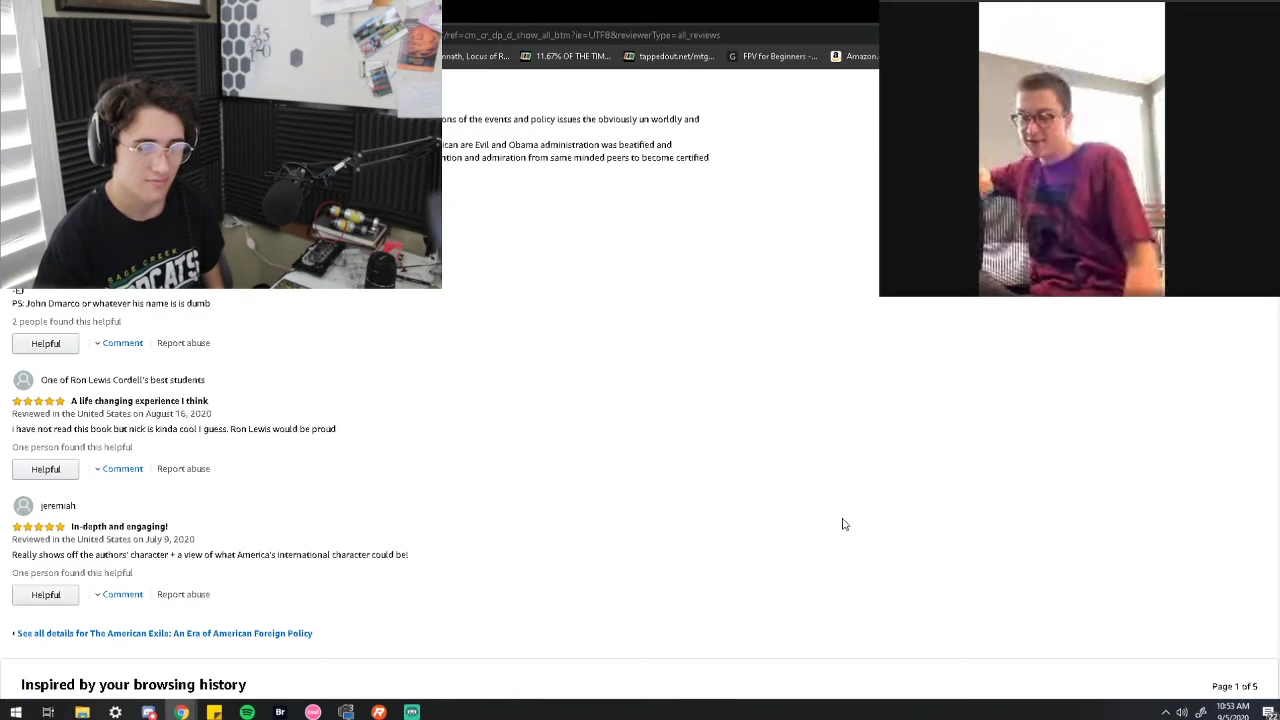 /ref=cm_cr_dp_d_show_all_btm?ie=UTF8&reviewerType=all_reviews
mnath, Locus of R...
11.67% OF THE TIM...
tappedout.net/mtg...
FPV for Beginners -...
Amazon.
ons of the events and policy issues the obviously un worldly and
ican are Evil and Obama administration was beatified and
ntion and admiration from same minded peers to become certified
SAGE CREEK
-EJ
PS: John Dmarco or whatever his name is is dumb
2 people found this helpful
Helpful
Comment
Report abuse
One of Ron Lewis Cordell's best students
A life changing experience I think
Reviewed in the United States on August 16, 2020
i have not read this book but nick is kinda cool I guess. Ron Lewis would be proud
One person found this helpful
Helpful
Comment
Report abuse
jeremiah
In-depth and engaging!
Reviewed in the United States on July 9, 2020
Really shows off the authors' character + a view of what America's international character could be!
One person found this helpful
Helpful
Comment
Report abuse
‹ See all details for The American Exile: An Era of American Foreign Policy
Inspired by your browsing history
Page 1 of 5
Br
10:53 AM
9/5/2020